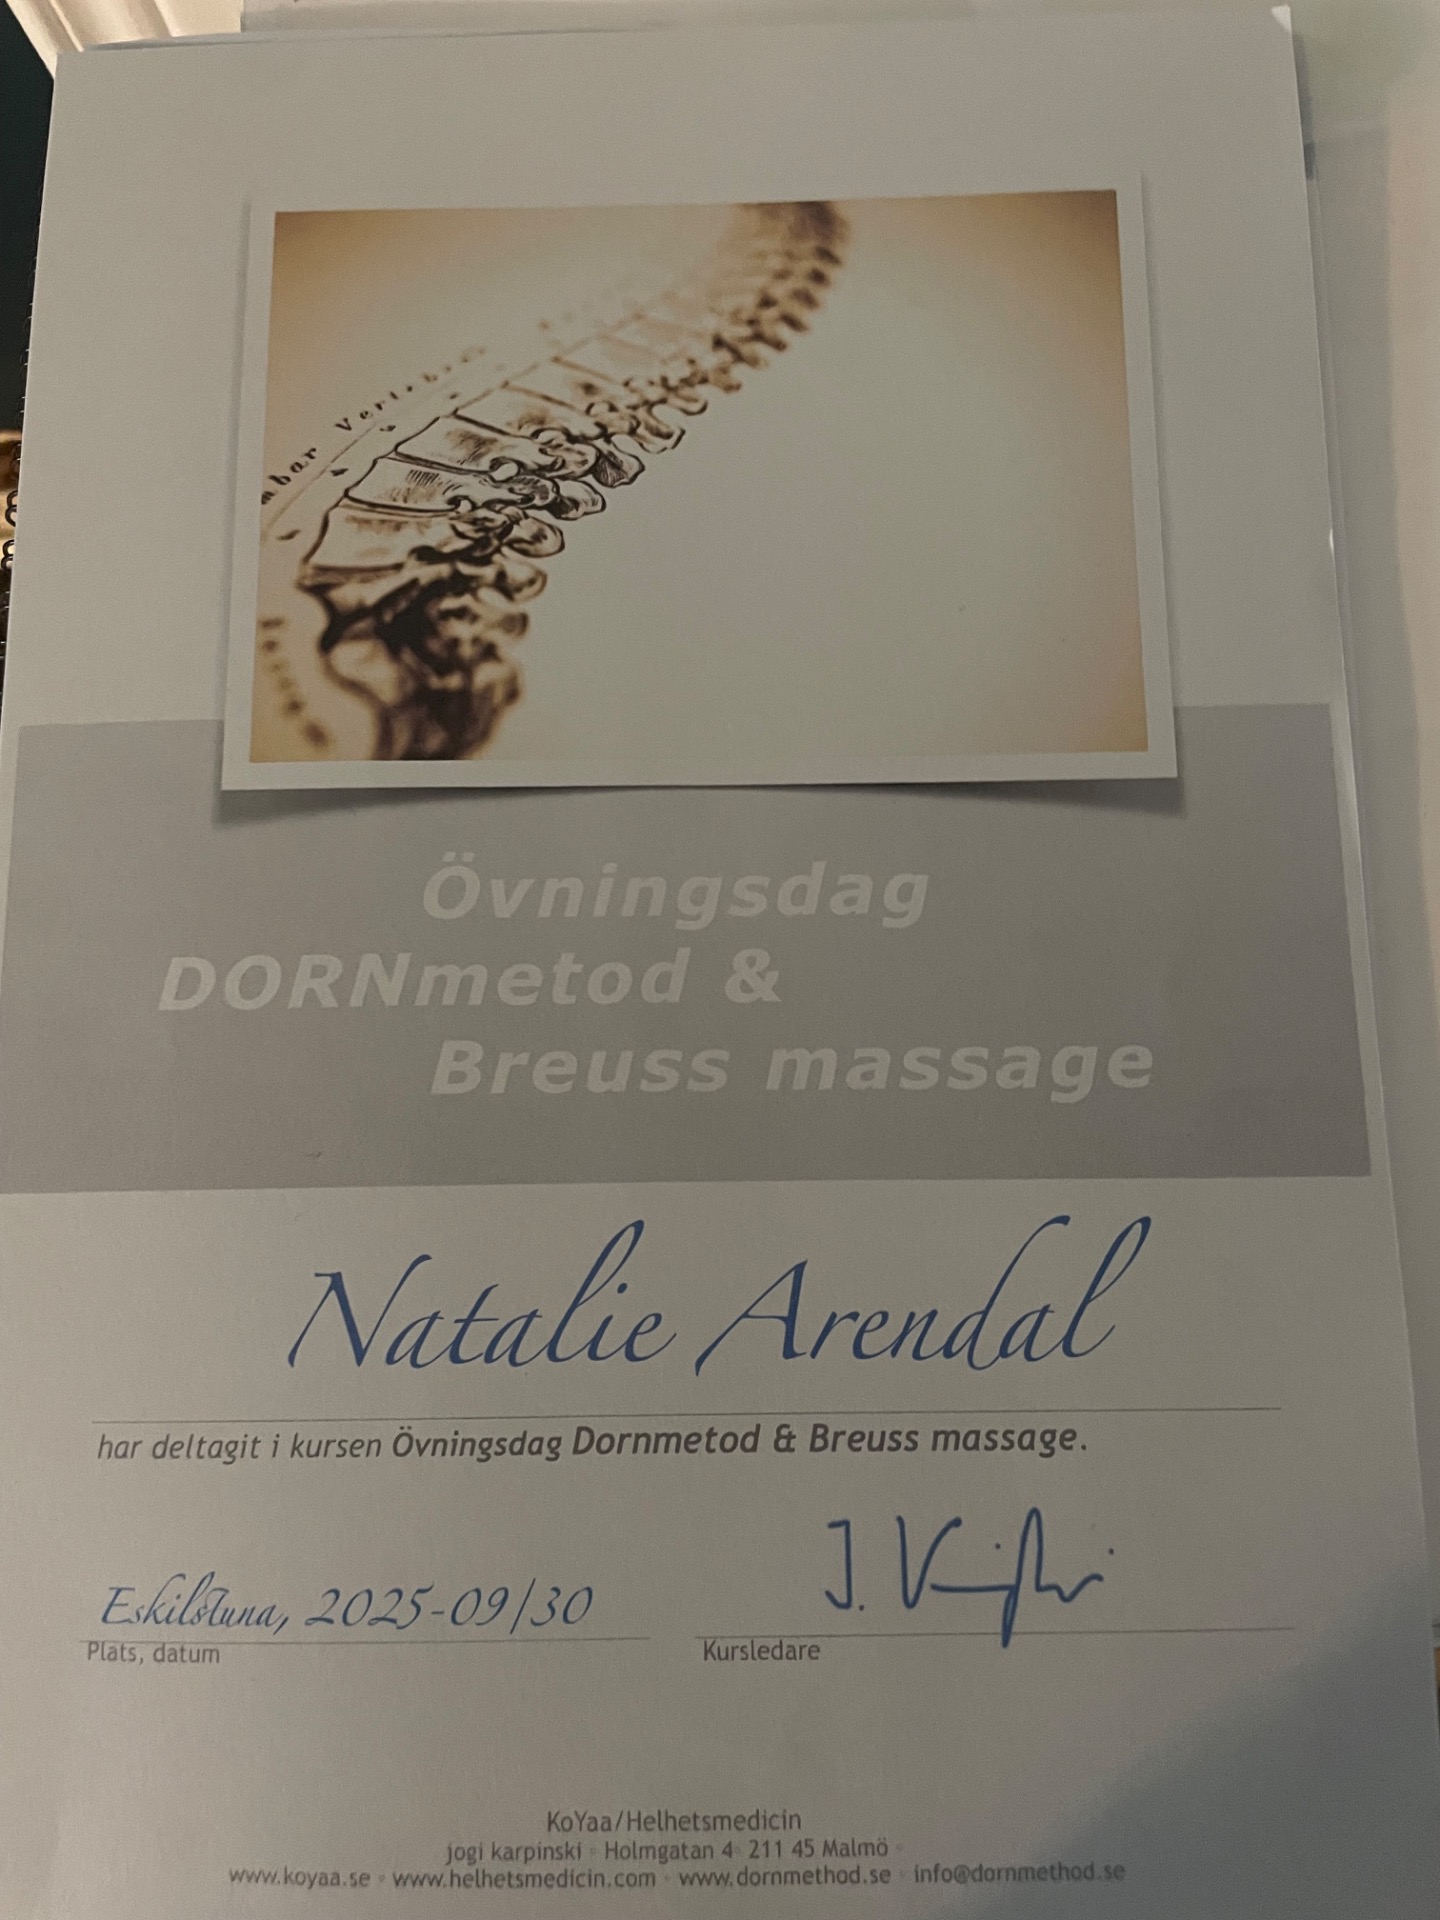 Övningsdag
DORNmetod &
Breuss massage
Natalie Arendal
har deltagit i kursen Övningsdag Dornmetod & Breuss massage.
Eskilstuna, 2025-09/30
Plats, datum
Kursledare
KoYaa/Helhetsmedicin
jogi karpinski ▫ Holmgatan 4 ▫ 211 45 Malmö ▫
www.koyaa.se ▫ www.helhetsmedicin.com ▫ www.dornmethod.se ▫ info@dornmethod.se